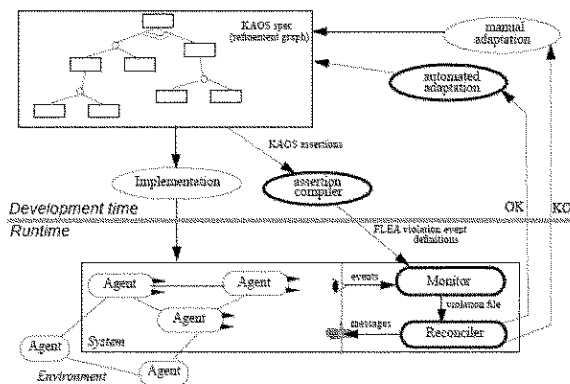 KAOS spec
(refinement graph)
manual
adaptation
automated
adaptation
KAOS assertions
Implementation
assertion
compiler
OK
KO
Development time
Runtime
FLEA violation event
definitions
Agent
Agent
events
Monitor
Agent
violation file
System
messages
Reconciler
Agent
Agent
Environment